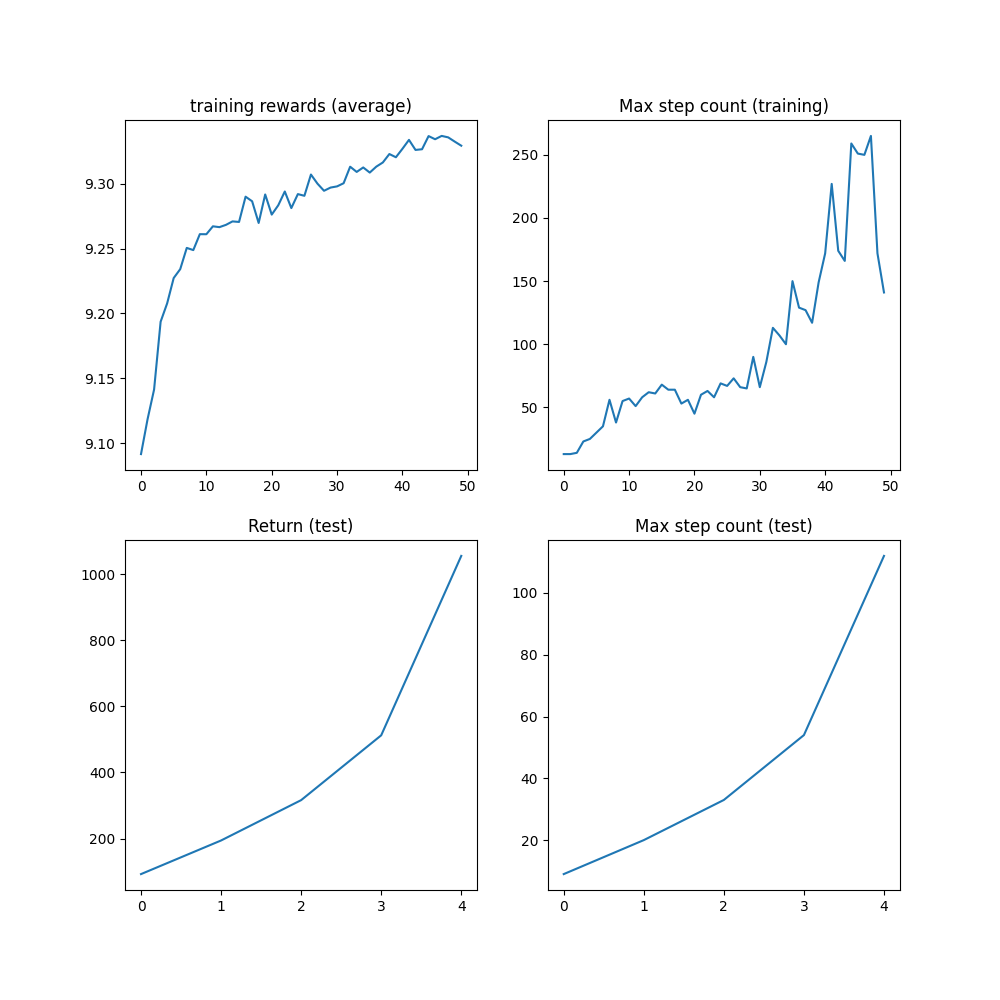 training rewards (average)
9.30
9.25
9.20
9.15
9.10
0 10 20 30 40 50
Max step count (training)
250
200
150
100
50
0 10 20 30 40 50
Return (test)
1000
800
600
400
200
0 1 2 3 4
Max step count (test)
100
80
60
40
20
0 1 2 3 4